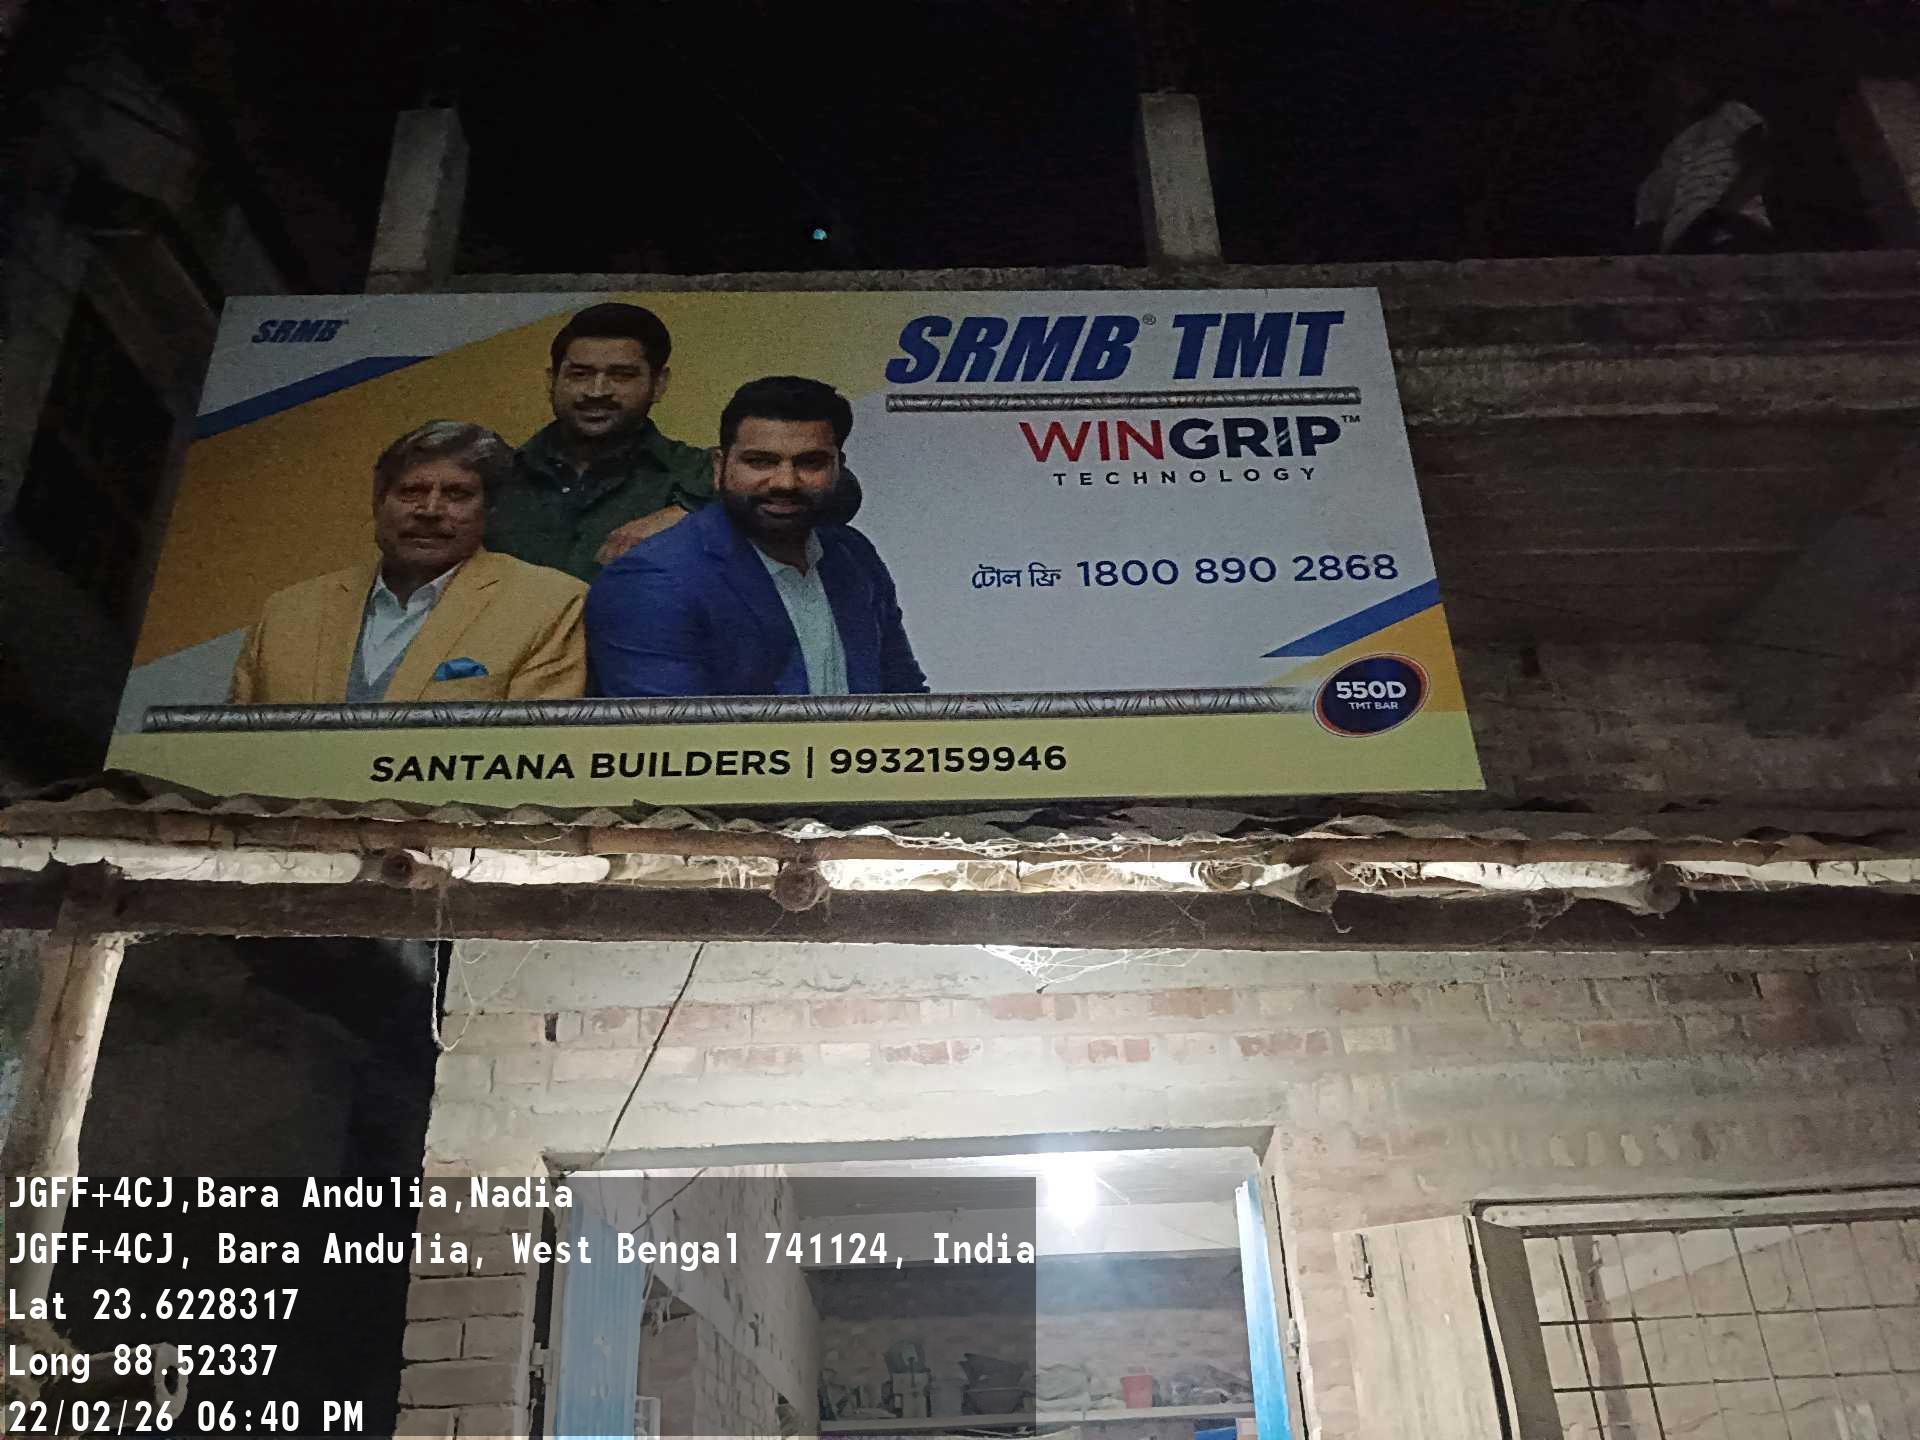 SRMB
SRMB® TMT
WINGRIP™
TECHNOLOGY
টোল ফ্রি 1800 890 2868
550D
TMT BAR
SANTANA BUILDERS | 9932159946
JGFF+4CJ,Bara Andulia,Nadia
JGFF+4CJ, Bara Andulia, West Bengal 741124, India
Lat 23.6228317
Long 88.52337
22/02/26 06:40 PM